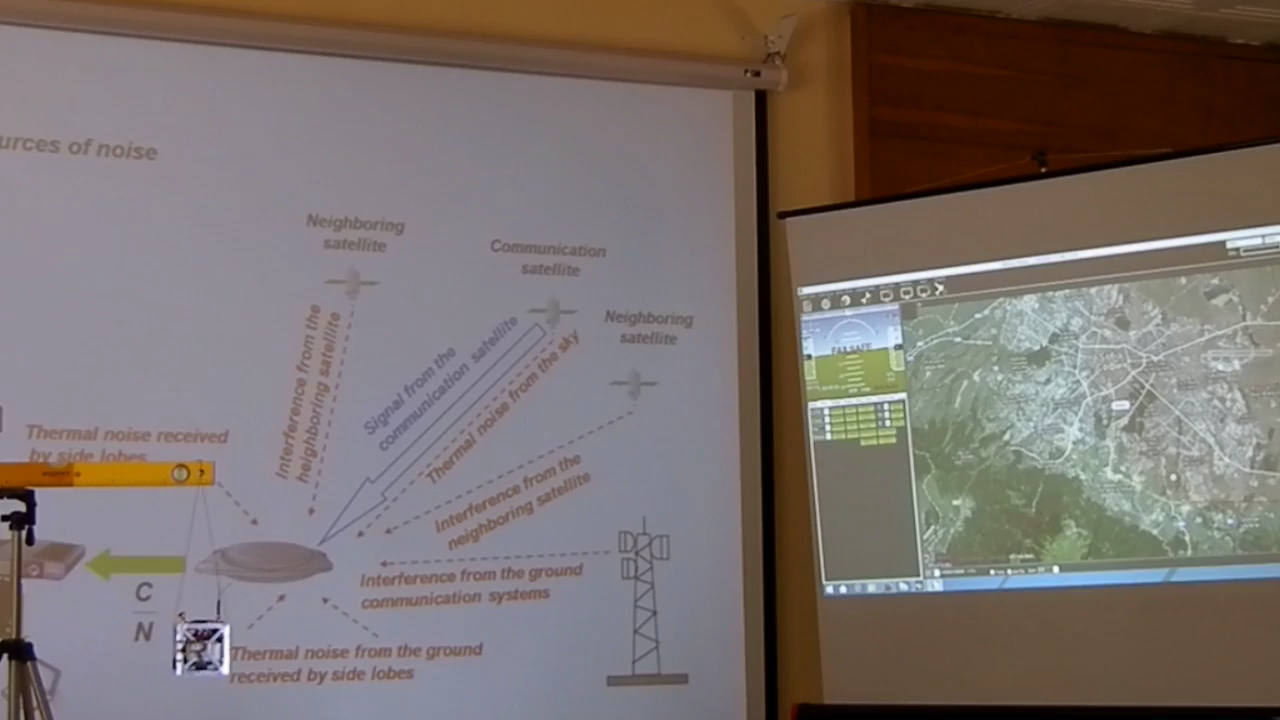 urces of noise
Neighboring
satellite
Communication
satellite
Neighboring
satellite
Interference from the
neighboring satellite
Signal from the
communication satellite
Thermal noise from the sky
Thermal noise received
by side lobes
Interference from the
neighboring satellite
Interference from the ground
communication systems
C
N
Thermal noise from the ground
received by side lobes
?
FAILSAFE